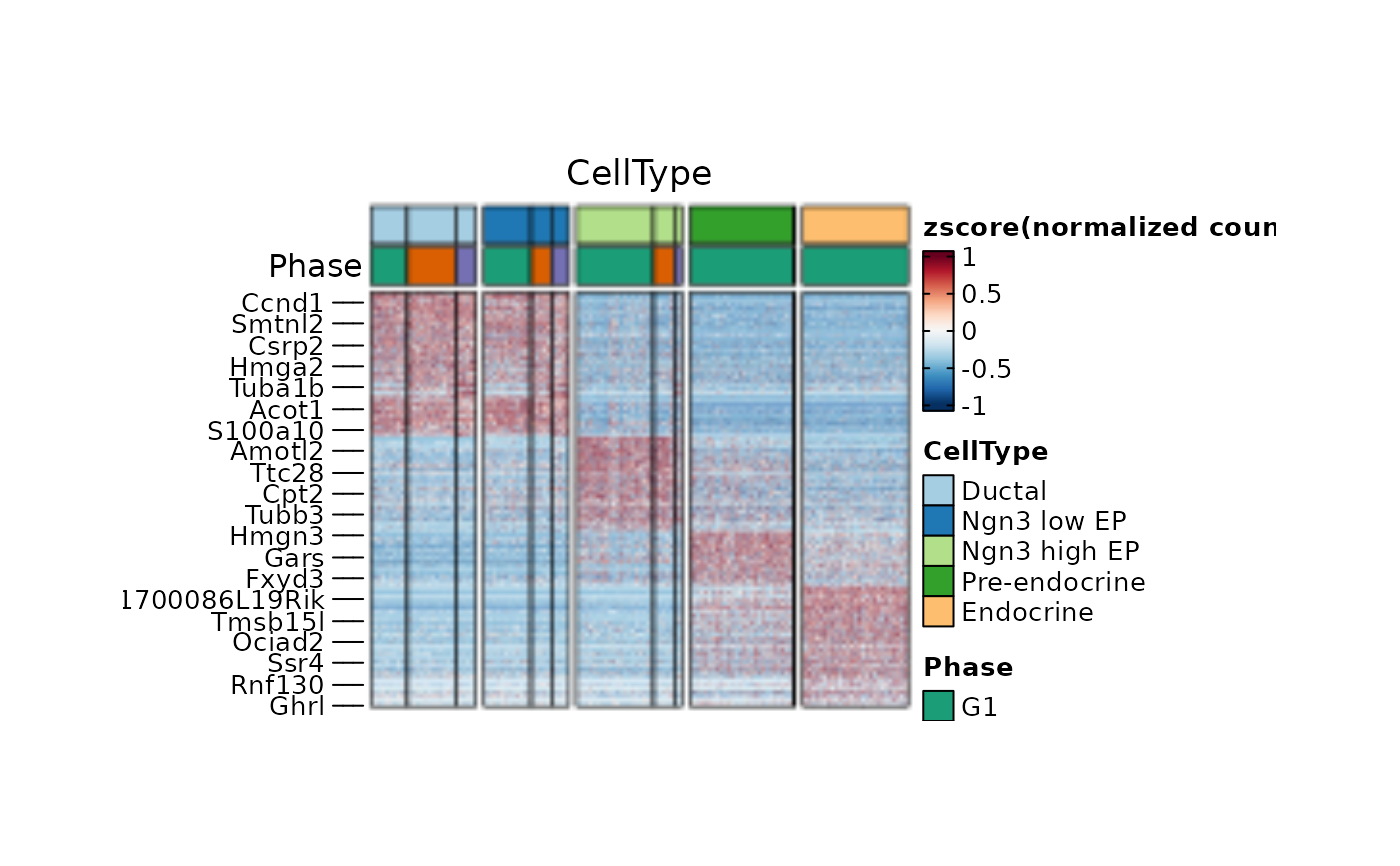 CellType
Phase
Ccnd1
Smtnl2
Csrp2
Hmga2
Tuba1b
Acot1
S100a10
Amotl2
Ttc28
Cpt2
Tubb3
Hmgn3
Gars
Fxyd3
1700086L19Rik
Tmsb15l
Ociad2
Ssr4
Rnf130
Ghrl
zscore(normalized coun
1
0.5
0
-0.5
-1
CellType
Ductal
Ngn3 low EP
Ngn3 high EP
Pre-endocrine
Endocrine
Phase
G1